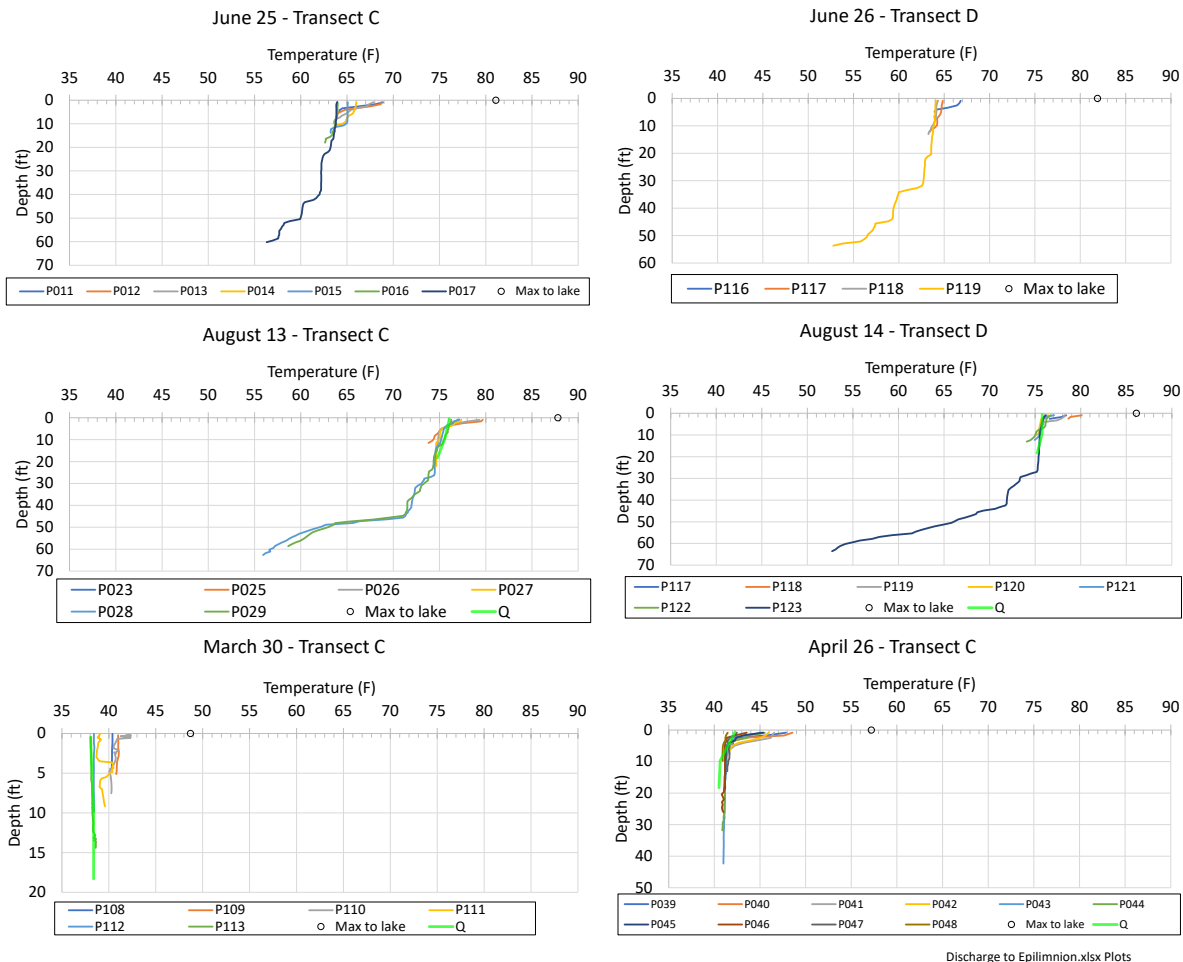 June 25 - Transect C
Temperature (F)
35 40 45 50 55 60 65 70 75 80 85 90
0
10
20
30
40
50
60
70
Depth (ft)
P011 P012 P013 P014 P015 P016 P017 Max to lake
June 26 - Transect D
Temperature (F)
35 40 45 50 55 60 65 70 75 80 85 90
0
10
20
30
40
50
60
Depth (ft)
P116 P117 P118 P119 Max to lake
August 13 - Transect C
Temperature (F)
35 40 45 50 55 60 65 70 75 80 85 90
0
10
20
30
40
50
60
70
Depth (ft)
P023 P025 P026 P027
P028 P029 Max to lake Q
August 14 - Transect D
Temperature (F)
35 40 45 50 55 60 65 70 75 80 85 90
0
10
20
30
40
50
60
70
Depth (ft)
P117 P118 P119 P120 P121
P122 P123 Max to lake Q
March 30 - Transect C
Temperature (F)
35 40 45 50 55 60 65 70 75 80 85 90
0
5
10
15
20
Depth (ft)
P108 P109 P110 P111
P112 P113 Max to lake Q
April 26 - Transect C
Temperature (F)
35 40 45 50 55 60 65 70 75 80 85 90
0
10
20
30
40
50
Depth (ft)
P039 P040 P041 P042 P043 P044
P045 P046 P047 P048 Max to lake Q
Discharge to Epilimnion.xlsx Plots